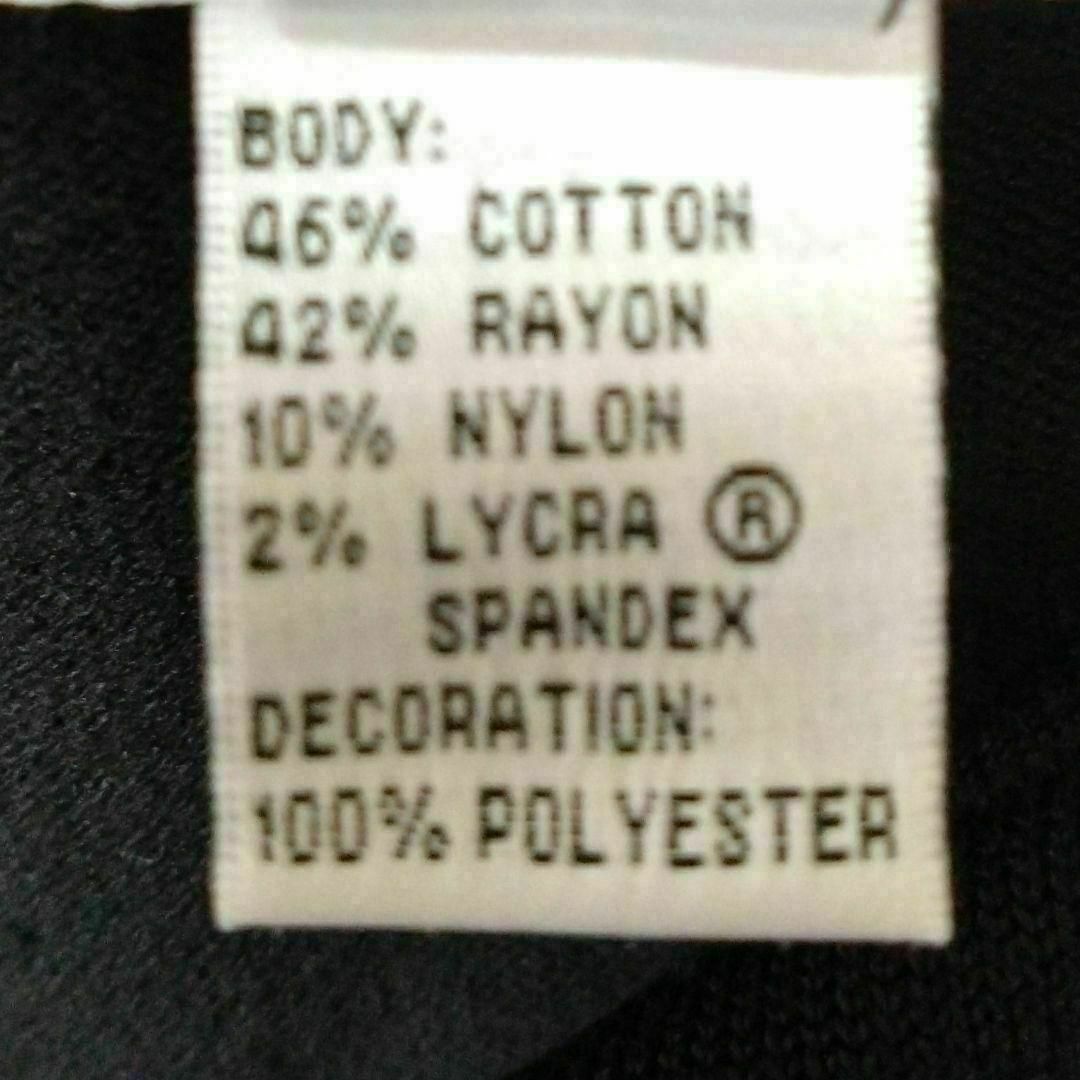 BODY:
46% COTTON
42% RAYON
10% NYLON
2% LYCRA ®
SPANDEX
DECORATION:
100% POLYESTER